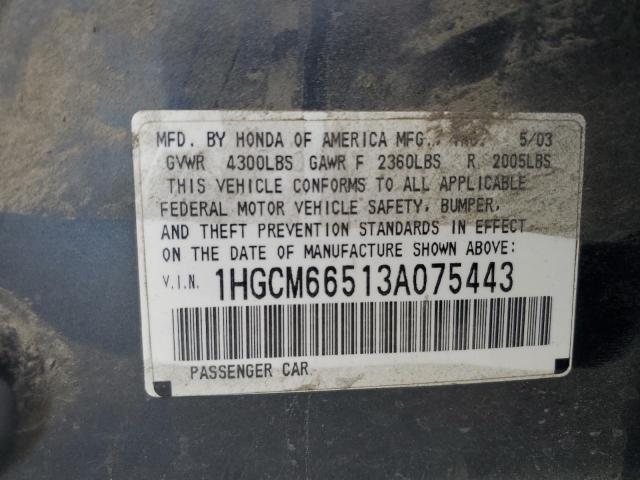 MFD. BY HONDA OF AMERICA MFG., INC. 5/03
GVWR 4300LBS GAWR F 2360LBS R 2005LBS
THIS VEHICLE CONFORMS TO ALL APPLICABLE
FEDERAL MOTOR VEHICLE SAFETY, BUMPER,
AND THEFT PREVENTION STANDARDS IN EFFECT
ON THE DATE OF MANUFACTURE SHOWN ABOVE:
V.I.N. 1HGCM66513A075443
PASSENGER CAR